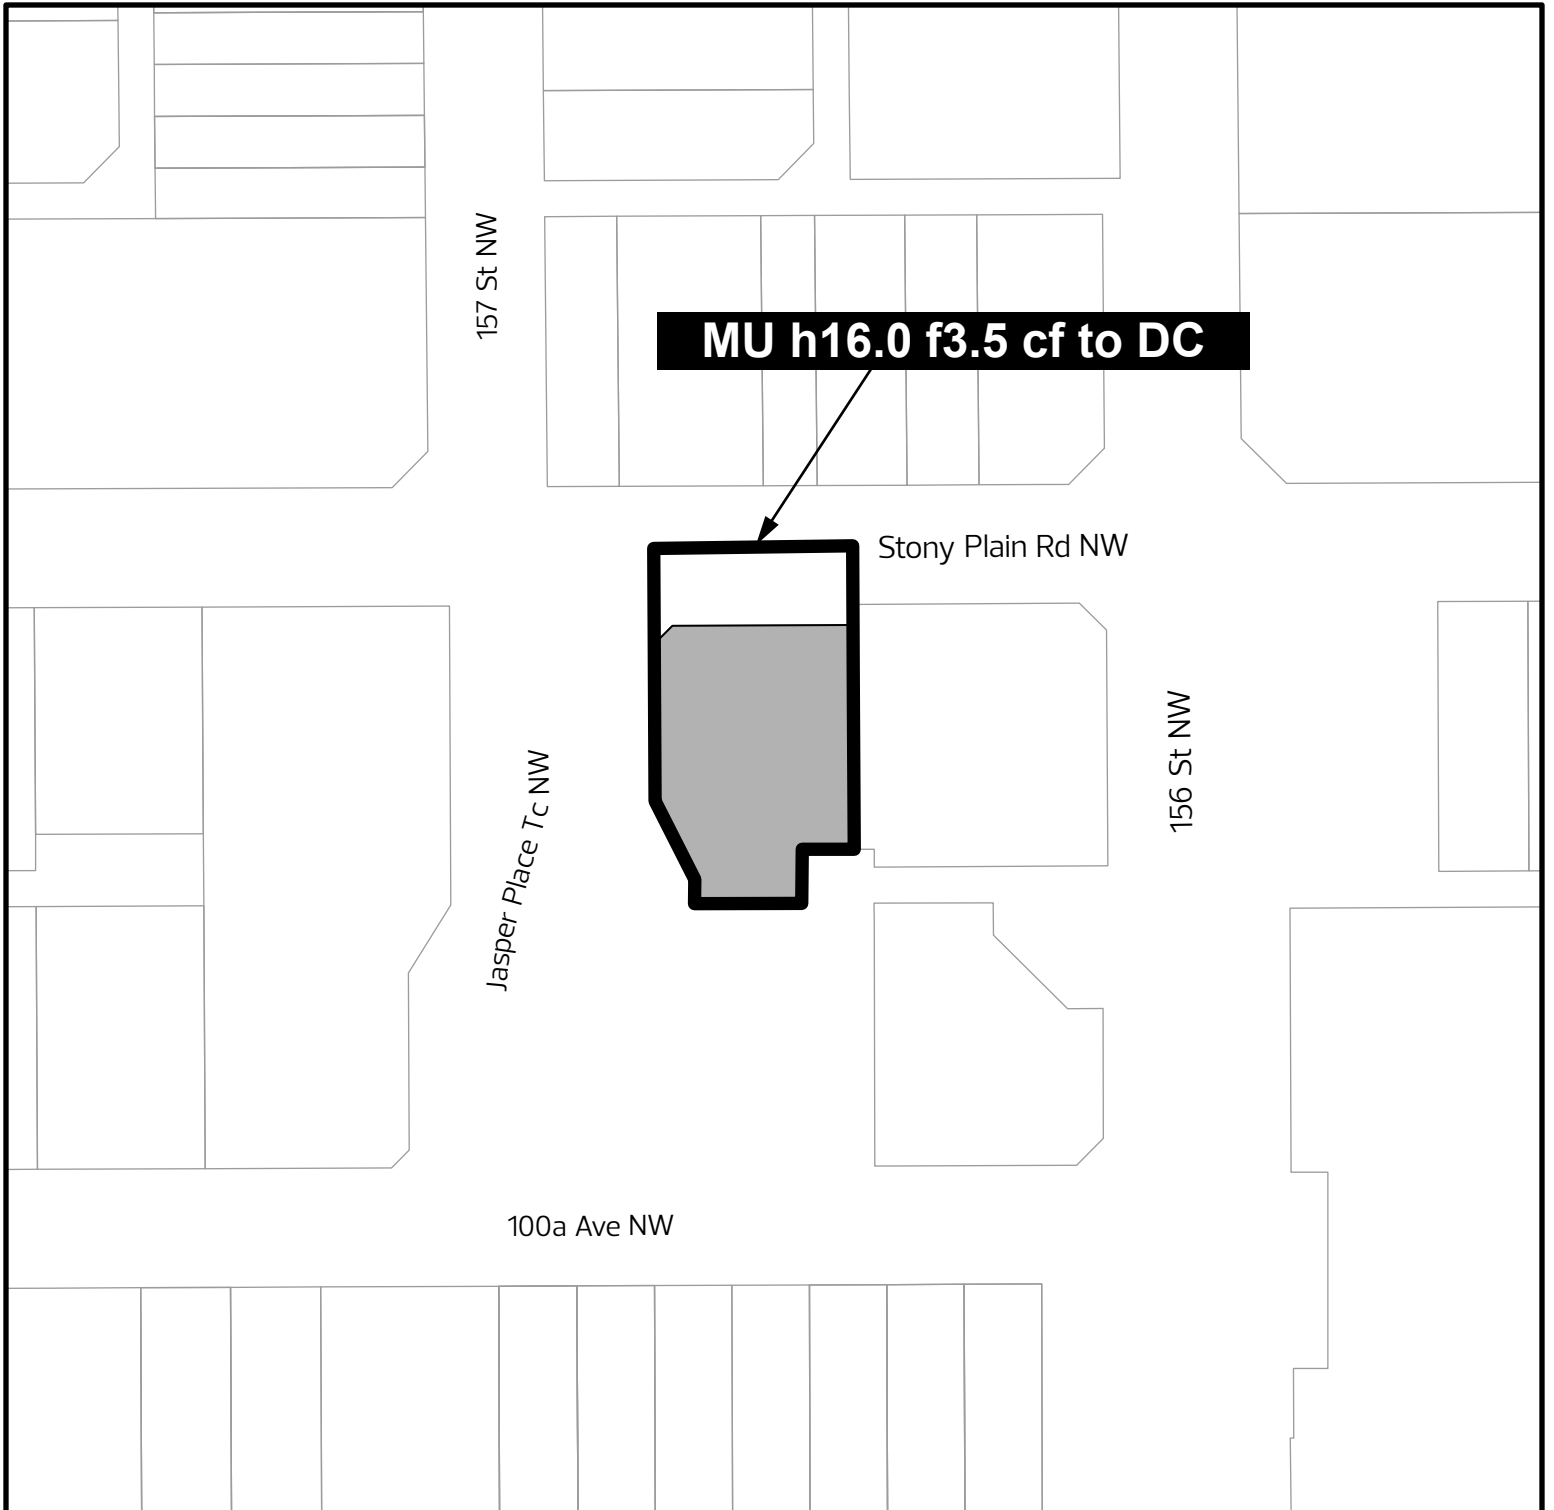 157 St NW
MU h16.0 f3.5 cf to DC
Stony Plain Rd NW
Jasper Place Tc NW
156 St NW
100a Ave NW